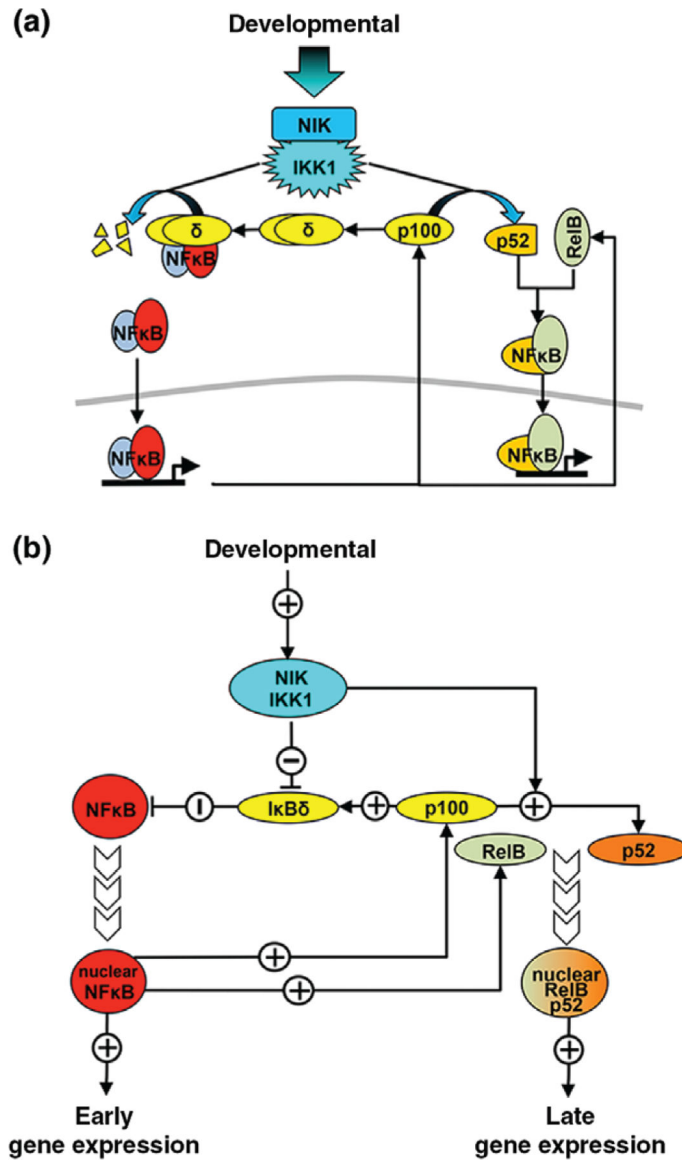 (a)
Developmental
NIK
IKK1
δ
δ
p100
p52
RelB
NFκB
NFκB
NFκB
NFκB
NFκB
(b)
Developmental
+
NIK
IKK1
−
NFκB
I
IκBδ
+
p100
+
RelB
p52
nuclear
NFκB
+
+
nuclear
RelB
p52
+
+
Early
gene expression
Late
gene expression